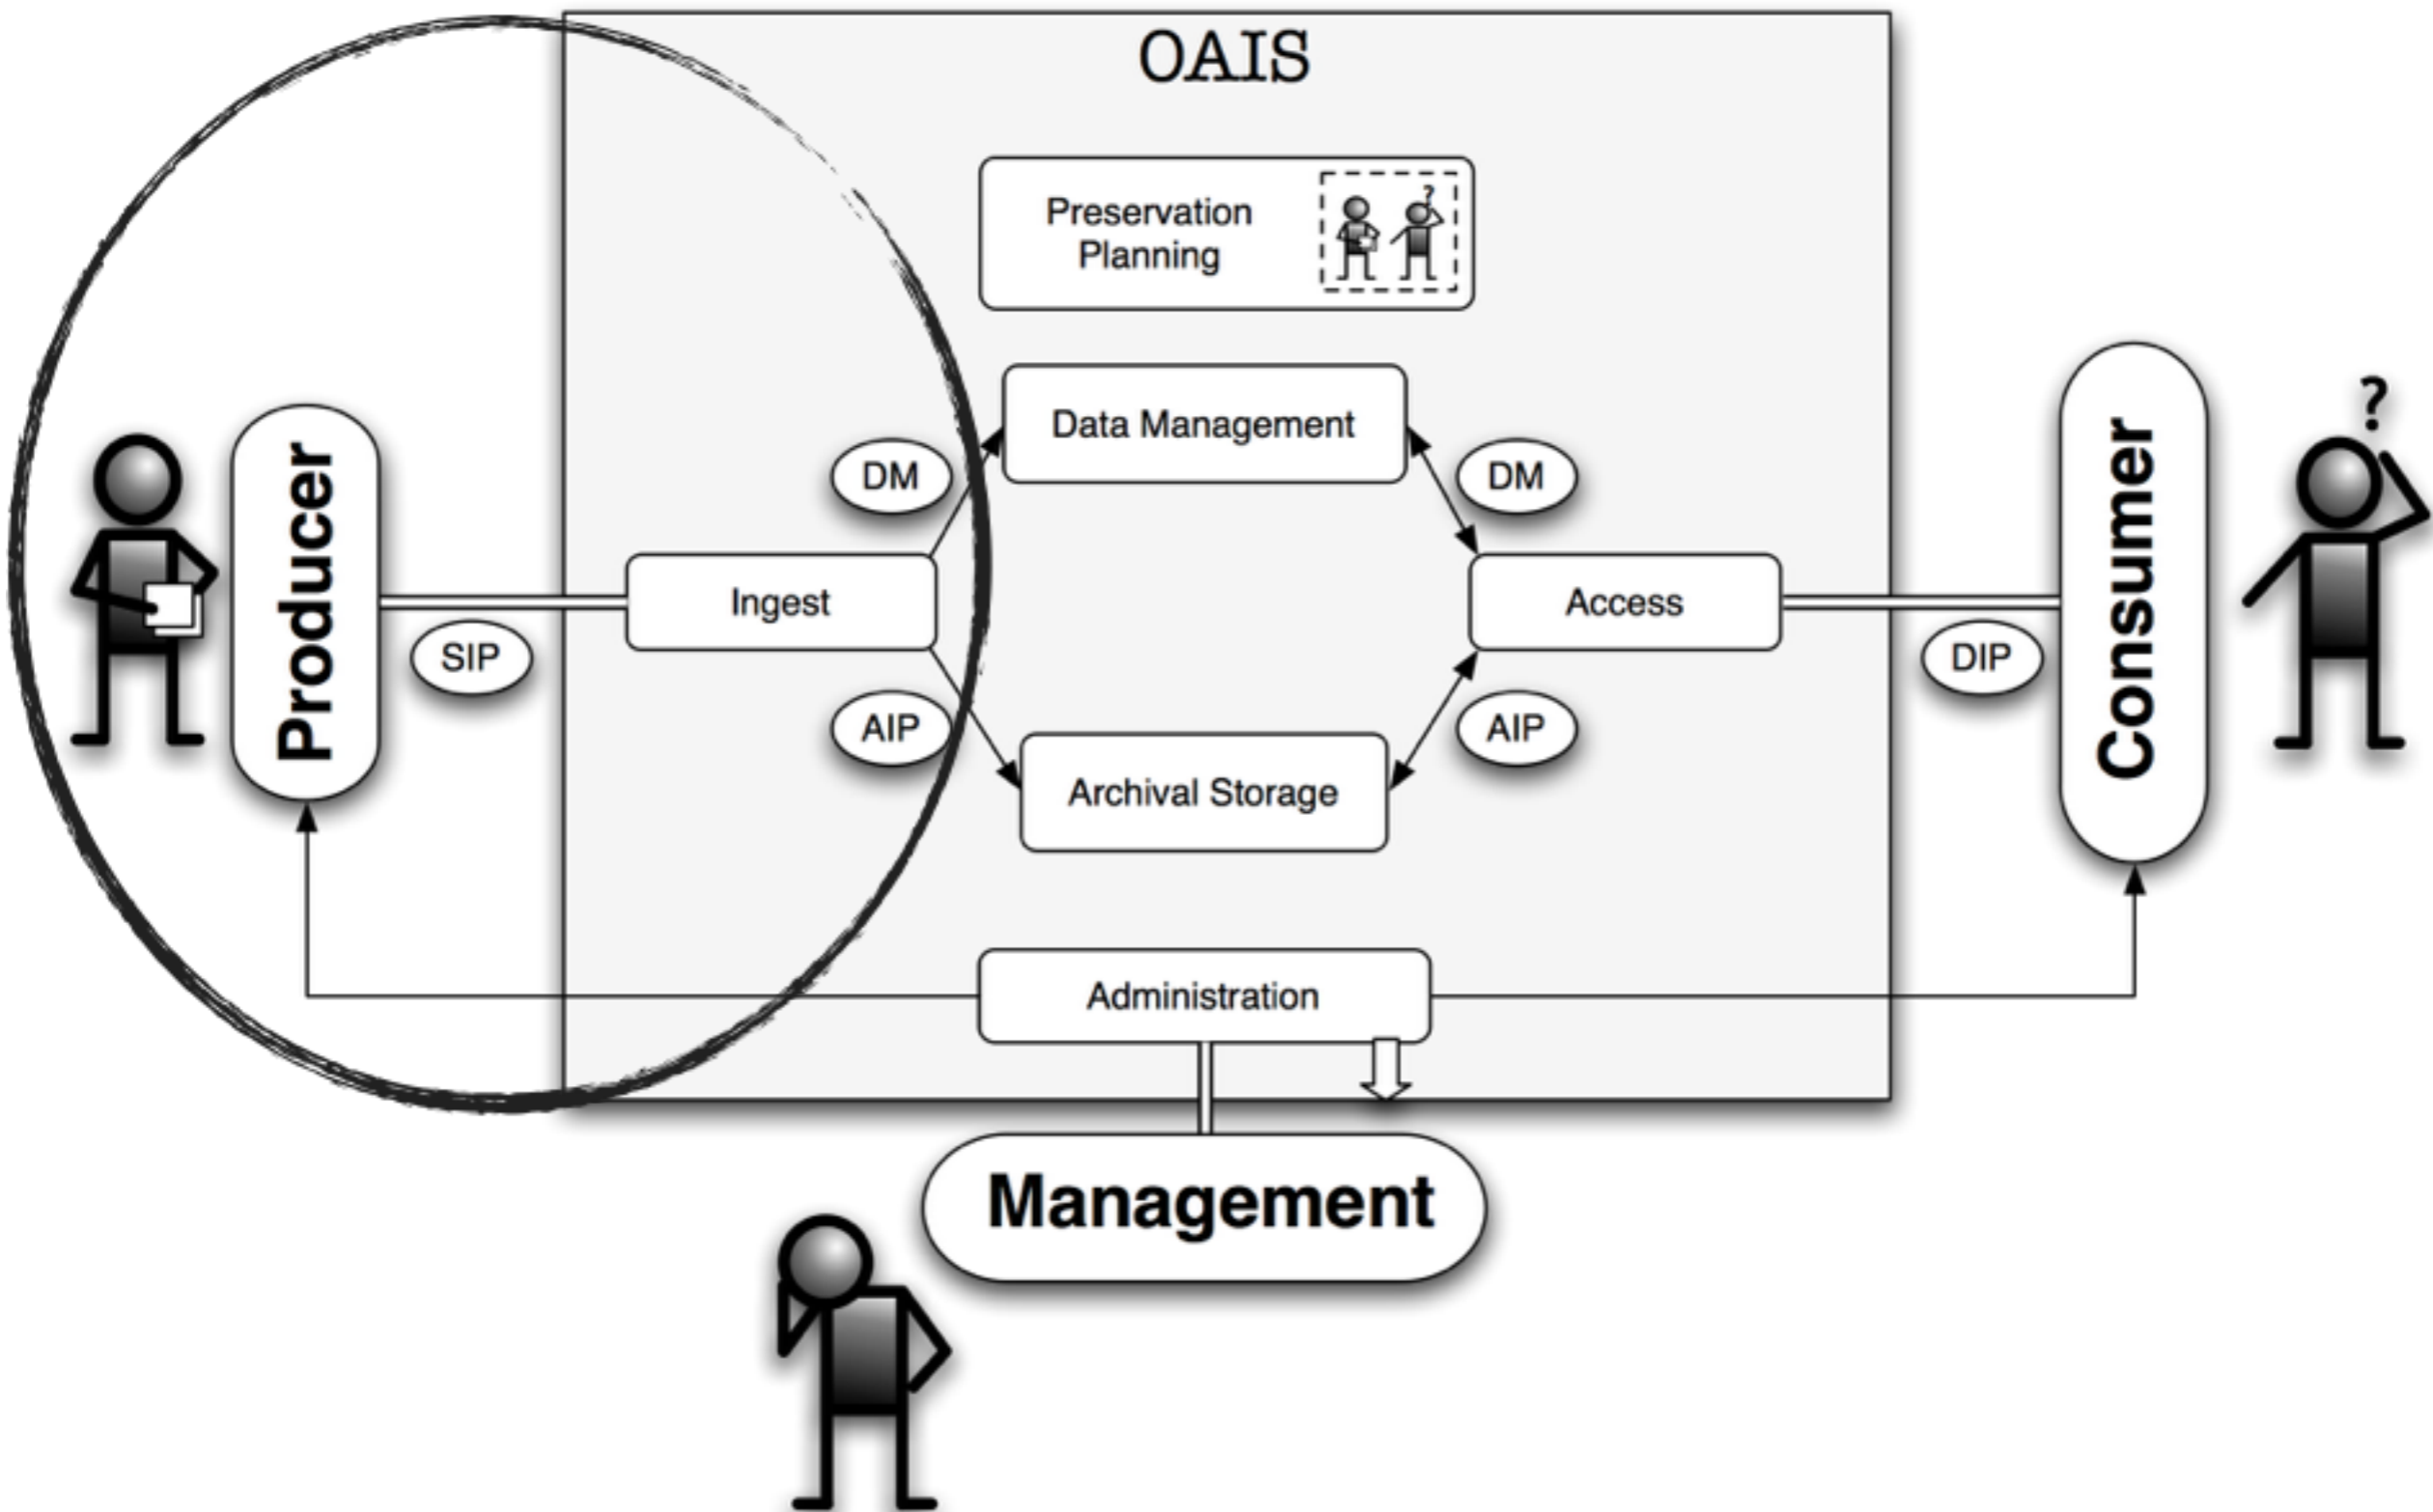 OAIS
Preservation
Planning
?
Data Management
?
DM
DM
Producer
Consumer
Ingest
Access
SIP
DIP
AIP
AIP
Archival Storage
Administration
Management